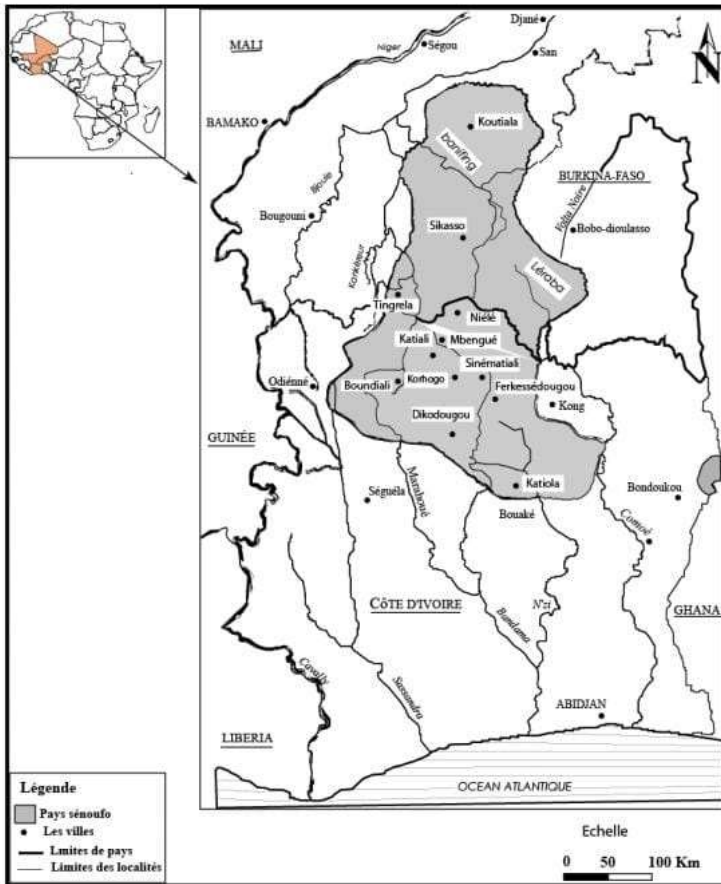 Djané
MALI
Niger
Ségou
San
N
BAMAKO
Koutiala
banifing
BURKINA-FASO
Volta Noire
Bougouni
Sikasso
Bobo-dioulasso
Léraba
Tingrela
Niélé
Katiali
Mbengué
Sinématiali
Odiénné
Boundiali
Korhogo
Ferkessédougou
Kong
Dikodougou
GUINÉE
Marahoué
Séguéla
Katiola
Bondoukou
Bouaké
Comoé
CÔTE D'IVOIRE
N'zi
GHANA
Bandama
Cavally
Sassandra
ABIDJAN
LIBERIA
OCEAN ATLANTIQUE
Légende
Pays sénoufo
Les villes
Lmites de pays
Limites des localités
Echelle
0 50 100 Km